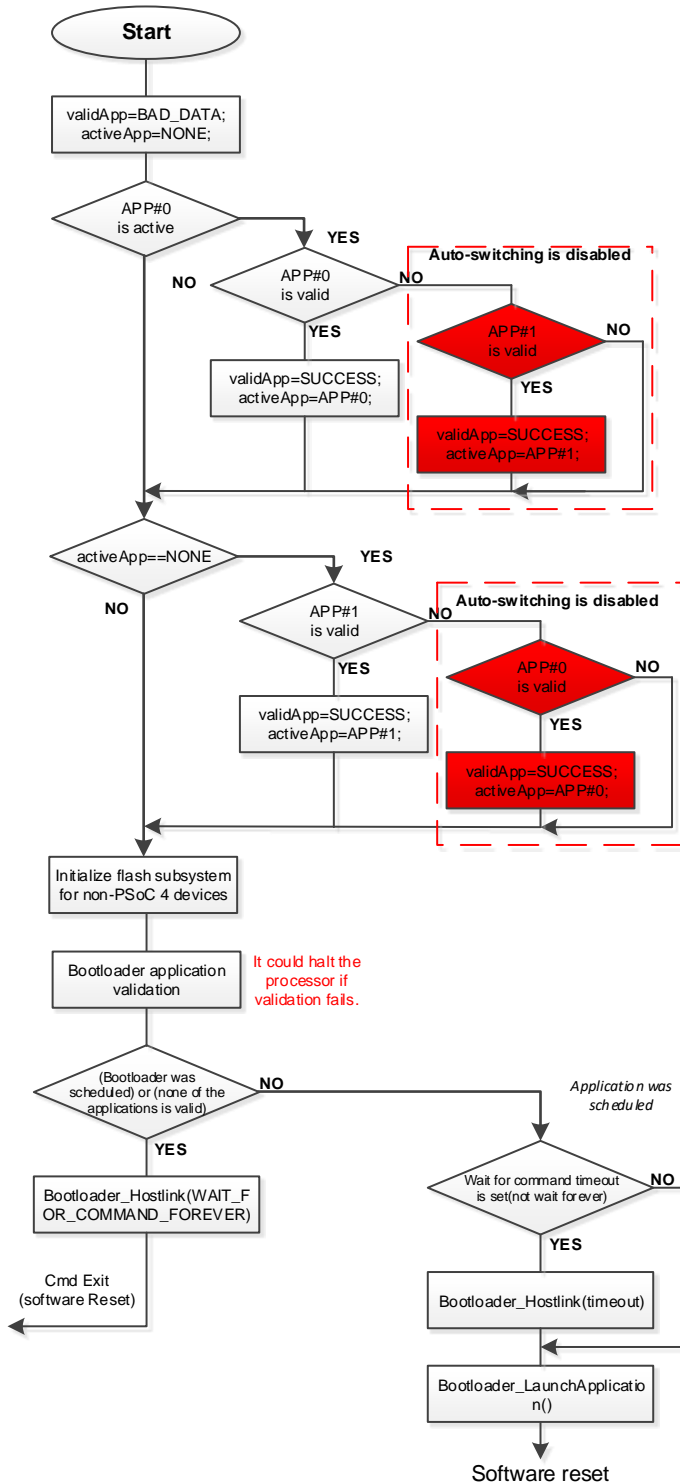 Start
validApp=BAD_DATA;
activeApp=NONE;
APP#0
is active
YES
NO
APP#0
is valid
NO
YES
validApp=SUCCESS;
activeApp=APP#0;
Auto-switching is disabled
APP#1
is valid
NO
YES
validApp=SUCCESS;
activeApp=APP#1;
activeApp==NONE
YES
NO
APP#1
is valid
NO
YES
validApp=SUCCESS;
activeApp=APP#1;
Auto-switching is disabled
APP#0
is valid
NO
YES
validApp=SUCCESS;
activeApp=APP#0;
Initialize flash subsystem
for non-PSoC 4 devices
Bootloader application
validation
It could halt the
processor if
validation fails.
(Bootloader was
scheduled) or (none of the
applications is valid)
NO
YES
Application was
scheduled
Bootloader_Hostlink(WAIT_F
OR_COMMAND_FOREVER)
Cmd Exit
(software Reset)
Wait for command timeout
is set(not wait forever)
NO
YES
Bootloader_Hostlink(timeout)
Bootloader_LaunchApplicatio
n()
Software reset